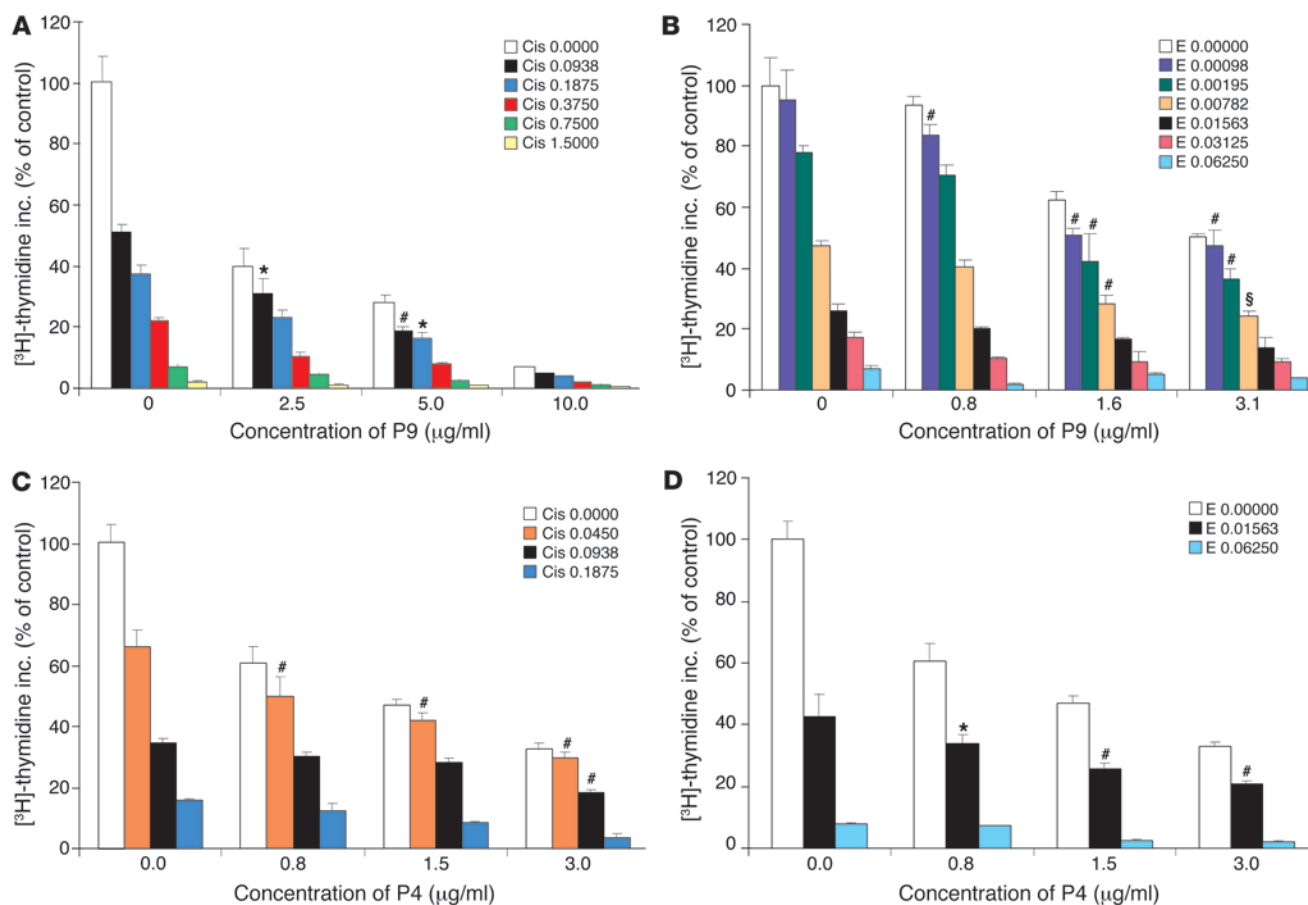 A
[³H]-thymidine inc. (% of control)
120
100
80
60
40
20
0
Cis 0.0000
Cis 0.0938
Cis 0.1875
Cis 0.3750
Cis 0.7500
Cis 1.5000
*
#
*
0 2.5 5.0 10.0
Concentration of P9 (μg/ml)
B
[³H]-thymidine inc. (% of control)
120
100
80
60
40
20
0
E 0.00000
E 0.00098
E 0.00195
E 0.00782
E 0.01563
E 0.03125
E 0.06250
#
# #
#
#
#
§
0 0.8 1.6 3.1
Concentration of P9 (μg/ml)
C
[³H]-thymidine inc. (% of control)
120
100
80
60
40
20
0
Cis 0.0000
Cis 0.0450
Cis 0.0938
Cis 0.1875
#
#
#
#
0.0 0.8 1.5 3.0
Concentration of P4 (μg/ml)
D
[³H]-thymidine inc. (% of control)
120
100
80
60
40
20
0
E 0.00000
E 0.01563
E 0.06250
*
#
#
0.0 0.8 1.5 3.0
Concentration of P4 (μg/ml)